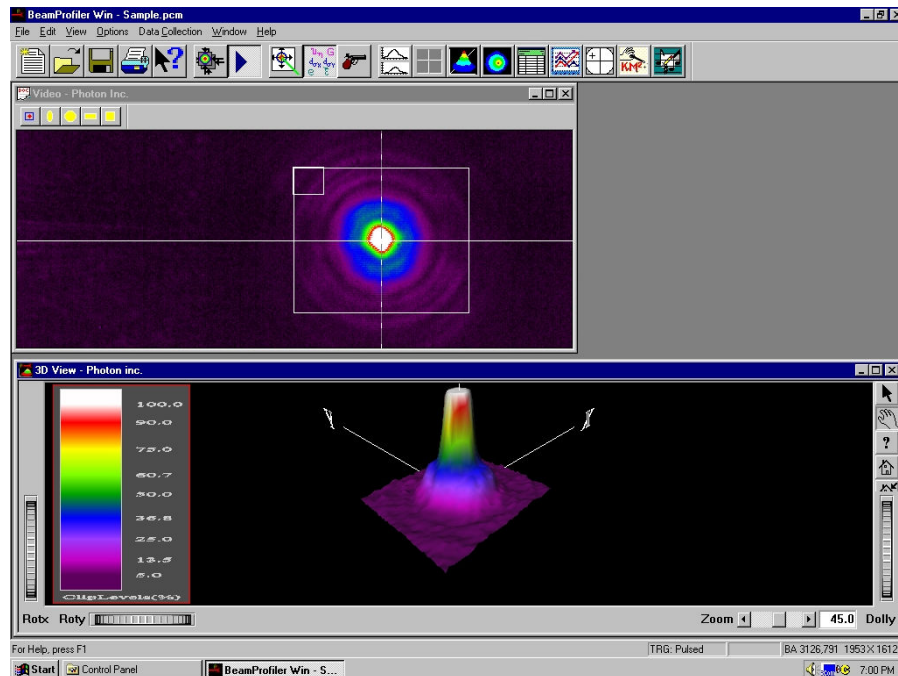 BeamProfiler Win - Sample.pcm
File Edit View Options Data Collection Window Help
KM²
Video - Photon Inc.
3D View - Photon inc.
100.0
90.0
75.0
60.7
50.0
36.8
25.0
13.5
5.0
ClipLevels(%)
Rotx Roty
Zoom 45.0 Dolly
For Help, press F1
TRG: Pulsed
BA 3126,791 1953X1612
Start Control Panel BeamProfiler Win - S... 7:00 PM